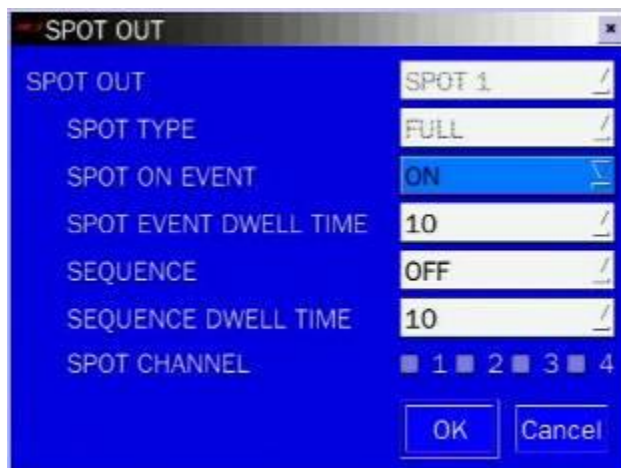 SPOT OUT
SPOT OUT SPOT 1
SPOT TYPE FULL
SPOT ON EVENT ON
SPOT EVENT DWELL TIME 10
SEQUENCE OFF
SEQUENCE DWELL TIME 10
SPOT CHANNEL 1 2 3 4
OK Cancel